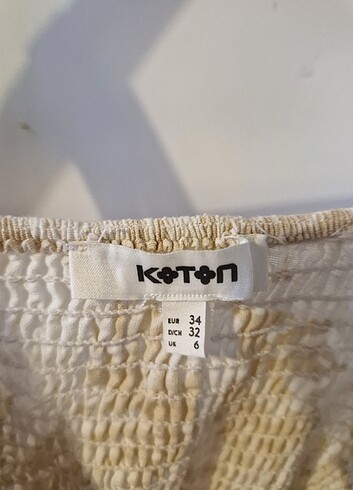 KOTON
EUR 34
D/CH 32
UK 6